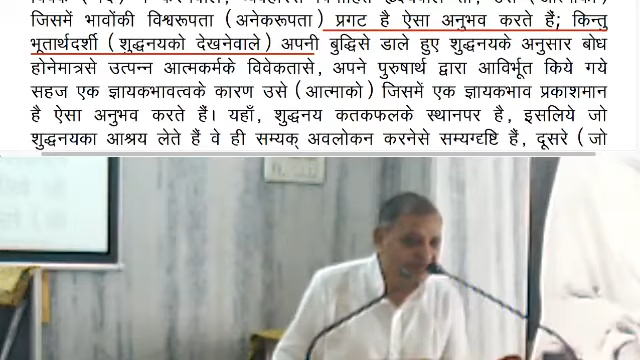 जिसमें भावोंकी विश्वरूपता (अनेकरूपता) प्रगट है ऐसा अनुभव करते हैं; किन्तु
भूतार्थदर्शी (शुद्धनयको देखनेवाले) अपनी बुद्धिसे डाले हुए शुद्धनयके अनुसार बोध
होनेमात्रसे उत्पन्न आत्मकर्मके विवेकतासे, अपने पुरुषार्थ द्वारा आविर्भूत किये गये
सहज एक ज्ञायकभावत्वके कारण उसे (आत्माको) जिसमें एक ज्ञायकभाव प्रकाशमान
है ऐसा अनुभव करते हैं। यहाँ, शुद्धनय कतकफलके स्थानपर है, इसलिये जो
शुद्धनयका आश्रय लेते हैं वे ही सम्यक् अवलोकन करनेसे सम्यग्दृष्टि हैं, दूसरे (जो